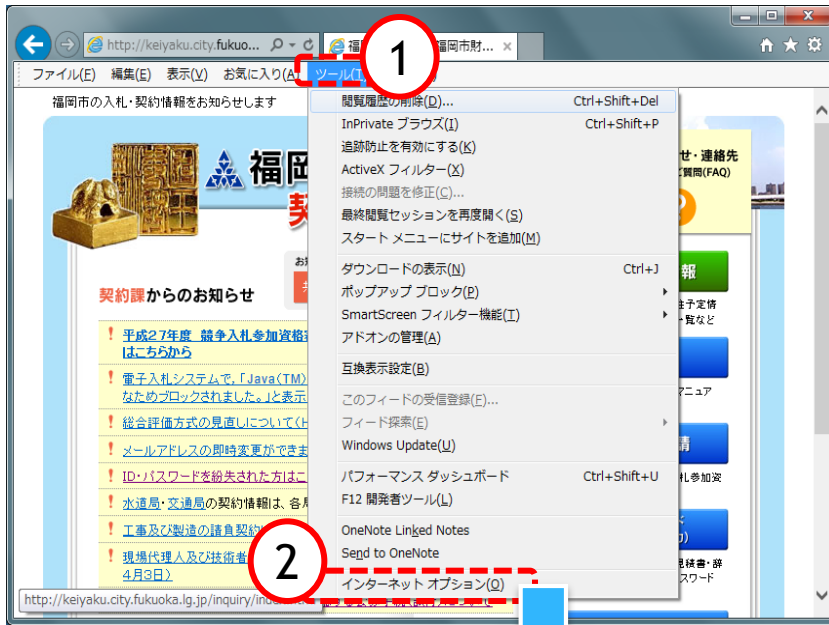 http://keiyaku.city.fukuo...
福岡市財...
1
ファイル(F) 編集(E) 表示(V) お気に入り(A) ツール(T)
福岡市の入札・契約情報をお知らせします
閲覧履歴の削除(D)... Ctrl+Shift+Del
InPrivate ブラウズ(I) Ctrl+Shift+P
追跡防止を有効にする(K)
ActiveX フィルター(X)
接続の問題を修正(C)...
最終閲覧セッションを再度開く(S)
スタート メニューにサイトを追加(M)
ダウンロードの表示(N) Ctrl+J
ポップアップ ブロック(P)
SmartScreen フィルター機能(T)
アドオンの管理(A)
互換表示設定(B)
このフィードの受信登録(F)...
フィード探索(E)
Windows Update(U)
パフォーマンス ダッシュボード Ctrl+Shift+U
F12 開発者ツール(L)
OneNote Linked Notes
Send to OneNote
インターネット オプション(O)
2
福岡
契約課からのお知らせ
! 平成27年度 競争入札参加資格
はこちらから
! 電子入札システムで,「Java(TM)
なためブロックされました。」と表示
! 総合評価方式の見直しについて(H
! メールアドレスの即時変更ができま
! ID・パスワードを紛失された方はこ
! 水道局・交通局の契約情報は、各
! 工事及び製造の請負契約
! 現場代理人及び技術者
4月3日)
http://keiyaku.city.fukuoka.lg.jp/inquiry/ind
せ・連絡先
ご質問(FAQ)
報
注予定情
覧など
マニュア
請
札参加資
見積書・辞
スワード